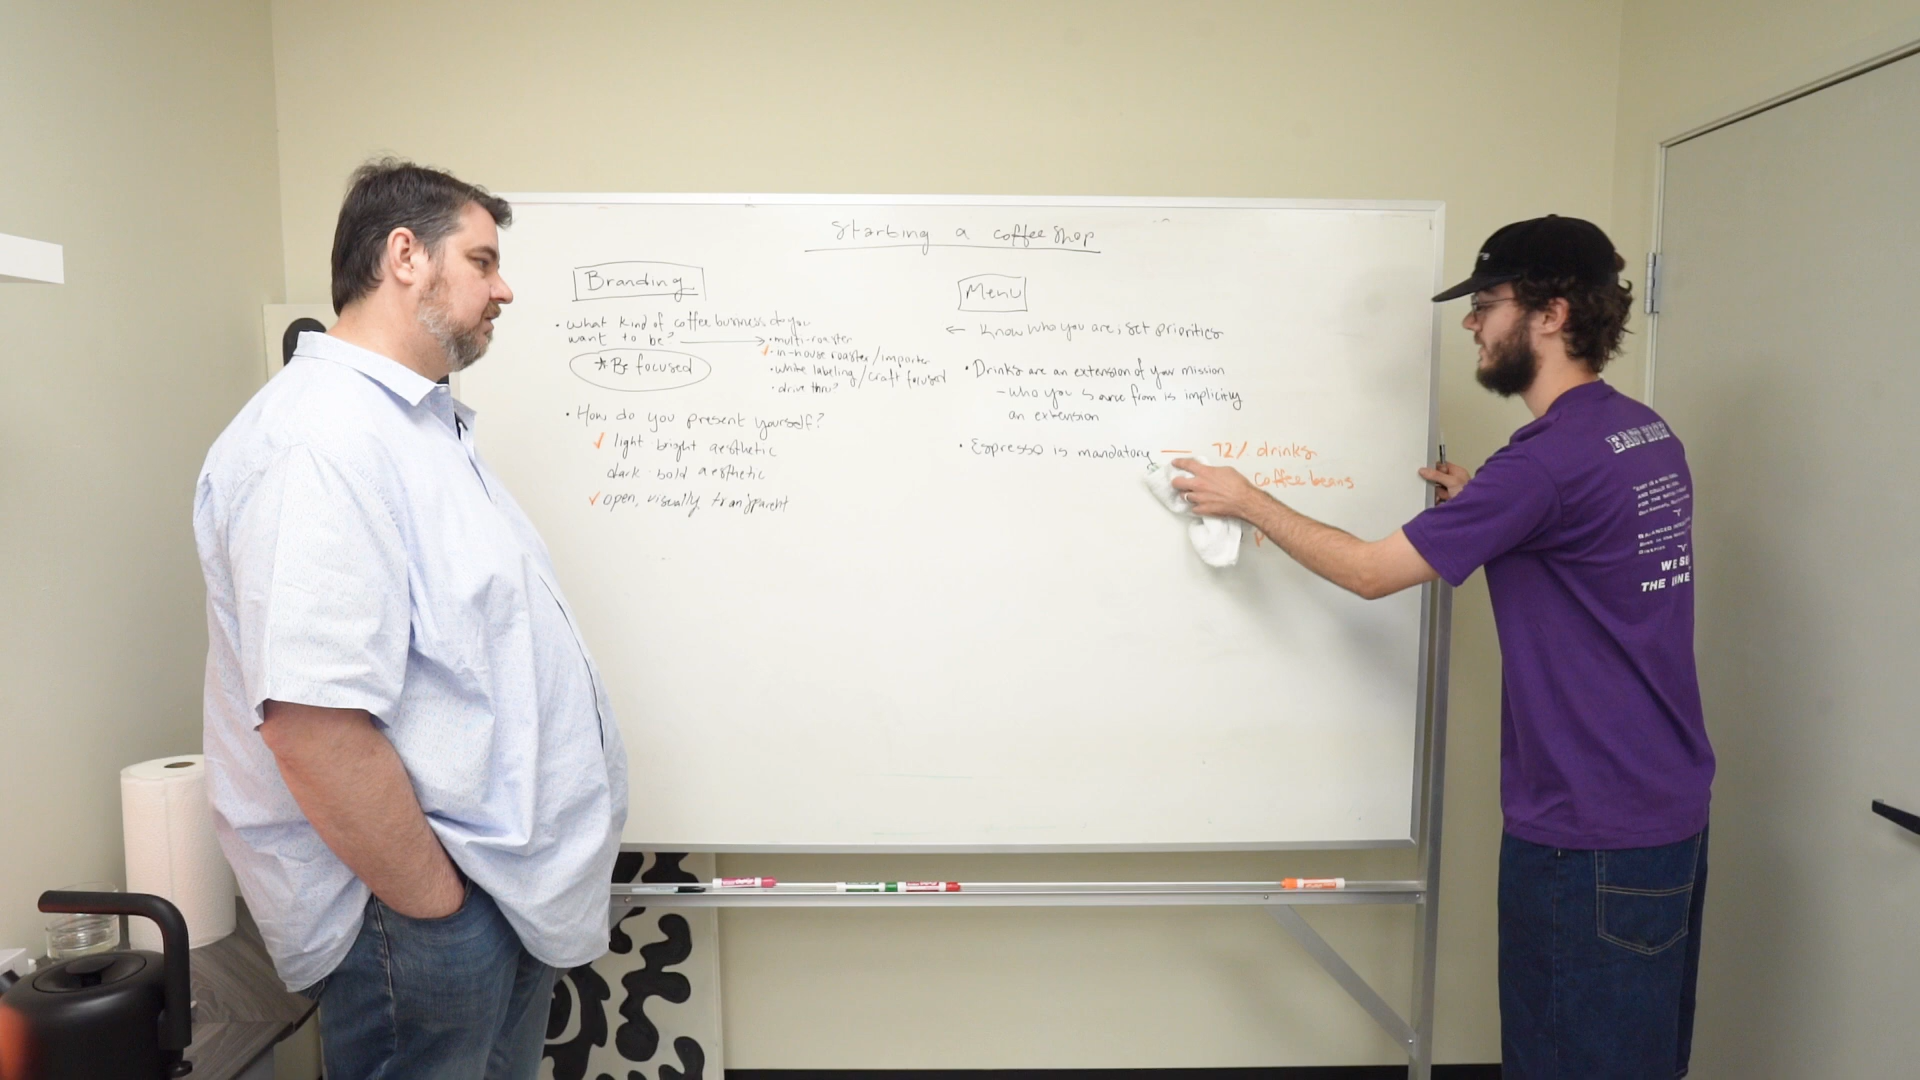 Starting a coffee shop
Branding
• What kind of coffee business do you
want to be? → • multi-roaster
✓ • in-house roaster/importer
• white labeling/craft focused
• drive thru?
* Be focused
• How do you present yourself?
✓ light bright aesthetic
dark bold aesthetic
✓ open, visually transparent
Menu
← Know who you are, set priorities
• Drinks are an extension of your mission
- who you source from is implicitly
an extension
• Espresso is mandatory — 72% drinks
coffee beans
WE
THE